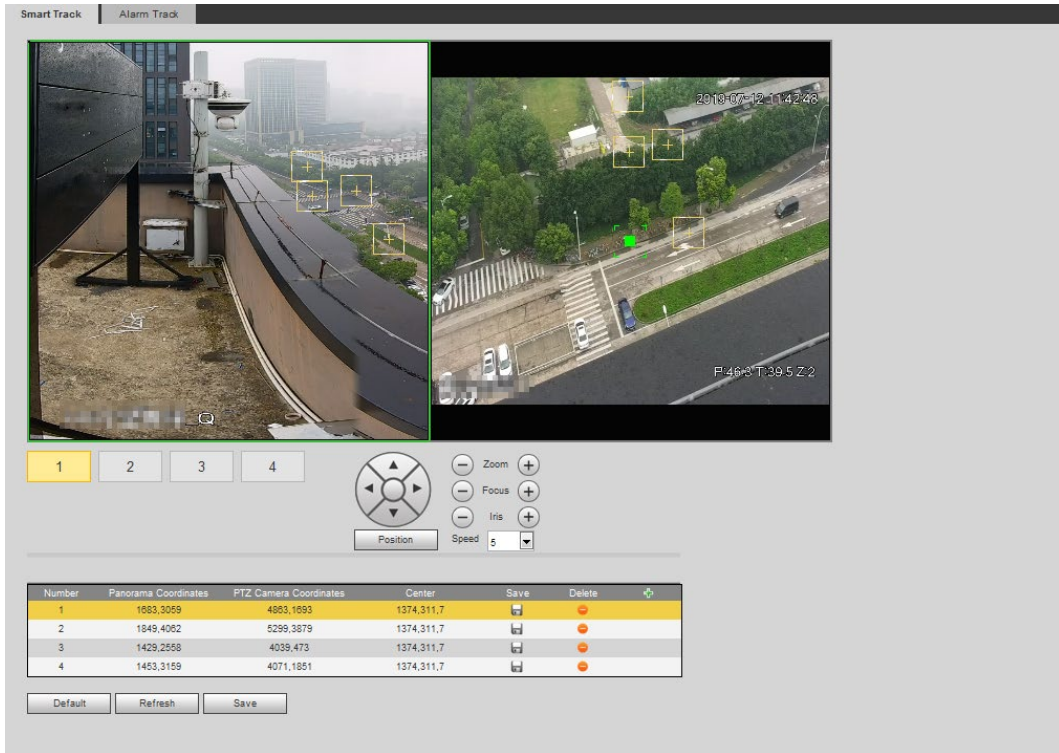 Smart Track Alarm Track
2019-07-12 11:42:48
P:46.3 T:39.5 Z:2
1 2 3 4
Zoom
Focus
Iris
Position Speed 5
Number Panorama Coordinates PTZ Camera Coordinates Center Save Delete
1 1683,3059 4863,1693 1374,311,7
2 1849,4062 5299,3879 1374,311,7
3 1429,2558 4039,473 1374,311,7
4 1453,3159 4071,1851 1374,311,7
Default Refresh Save